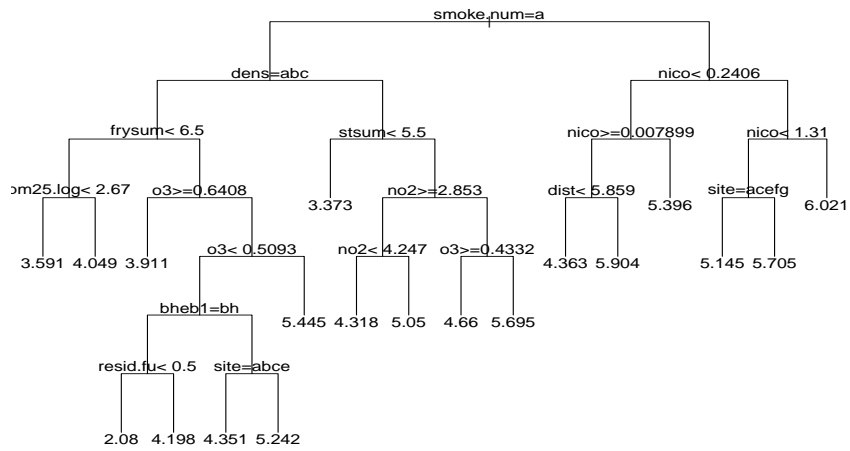 smoke.num=a
dens=abc nico< 0.2406
frysum< 6.5 stsum< 5.5 nico>=0.007899 nico< 1.31
om25.log< 2.67 o3>=0.6408 3.373 no2>=2.853 dist< 5.859 5.396 site=acefg 6.021
3.591 4.049 3.911 o3< 0.5093 no2< 4.247 o3>=0.4332 4.363 5.904 5.145 5.705
bheb1=bh 5.445 4.318 5.05 4.66 5.695
resid.fu< 0.5 site=abce
2.08 4.198 4.351 5.242